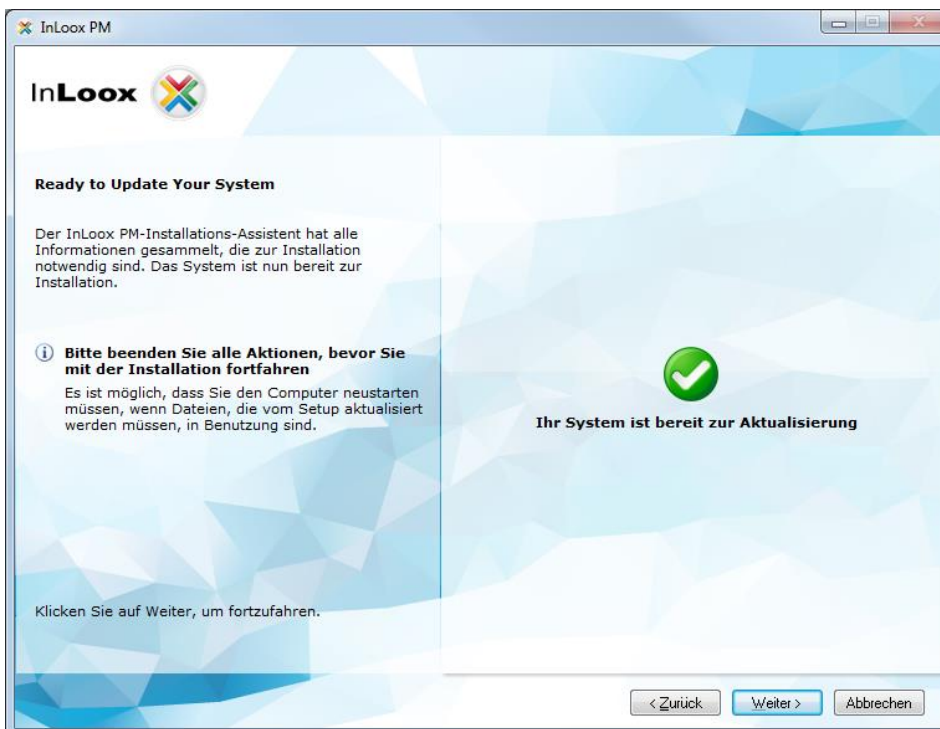 InLoox PM
InLoox
Ready to Update Your System
Der InLoox PM-Installations-Assistent hat alle
Informationen gesammelt, die zur Installation
notwendig sind. Das System ist nun bereit zur
Installation.
Bitte beenden Sie alle Aktionen, bevor Sie
mit der Installation fortfahren
Es ist möglich, dass Sie den Computer neustarten
müssen, wenn Dateien, die vom Setup aktualisiert
werden müssen, in Benutzung sind.
Ihr System ist bereit zur Aktualisierung
Klicken Sie auf Weiter, um fortzufahren.
< Zurück Weiter > Abbrechen